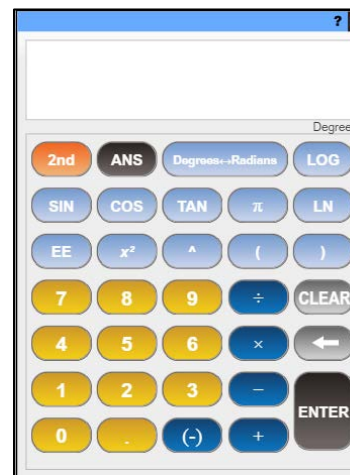 ?
Degree
2nd ANS Degrees↔Radians LOG
SIN COS TAN π LN
EE x² ^ ( )
7 8 9 ÷ CLEAR
4 5 6 × ←
1 2 3 −
ENTER
0 . (-) +